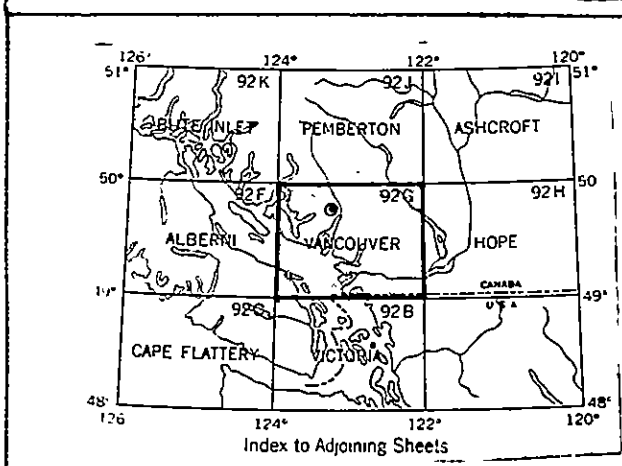 126° 124° 122° 120°
51° 92K 92J 92I 51°
BUTE INLET PEMBERTON ASHCROFT
50° 92F 92G 92H 50
ALBERNI VANCOUVER HOPE
CANADA
49° U S A 49°
92C 92B
CAPE FLATTERY VICTORIA
48° 48°
126 124° 122° 120°
Index to Adjoining Sheets